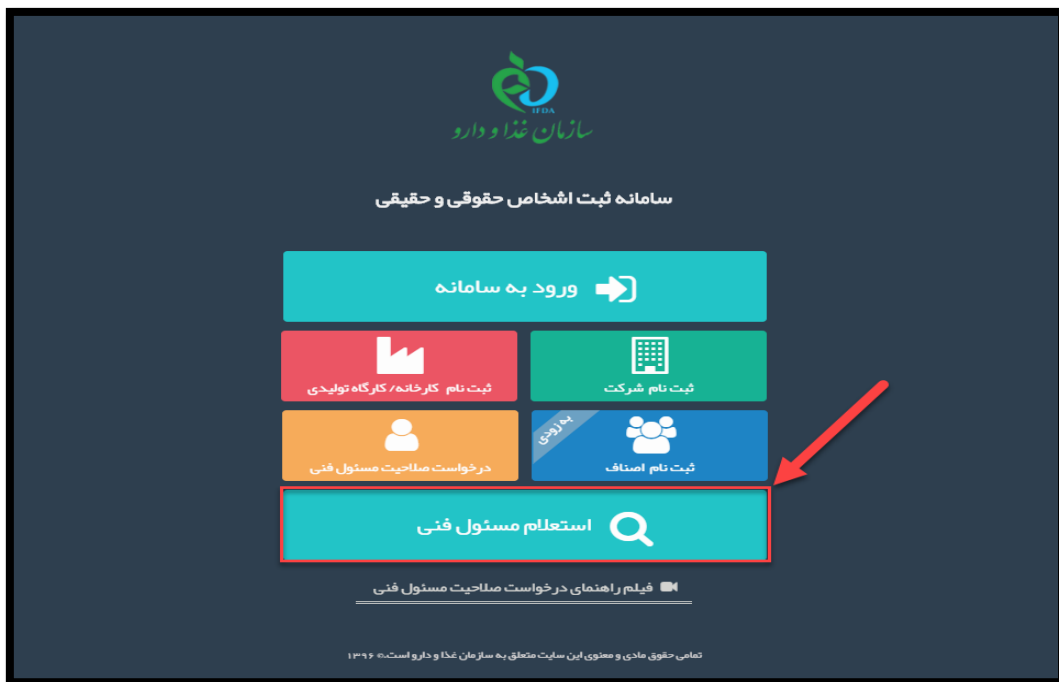 IFDA
سازمان غذا و دارو
سامانه ثبت اشخاص حقوقی و حقیقی
ورود به سامانه
ثبت نام شرکت
ثبت نام کارخانه/ کارگاه تولیدی
به زودی
ثبت نام اصناف
درخواست صلاحیت مسئول فنی
استعلام مسئول فنی
فیلم راهنمای درخواست صلاحیت مسئول فنی
تمامی حقوق مادی و معنوی این سایت متعلق به سازمان غذا و دارو است.© ۱۳۹۶